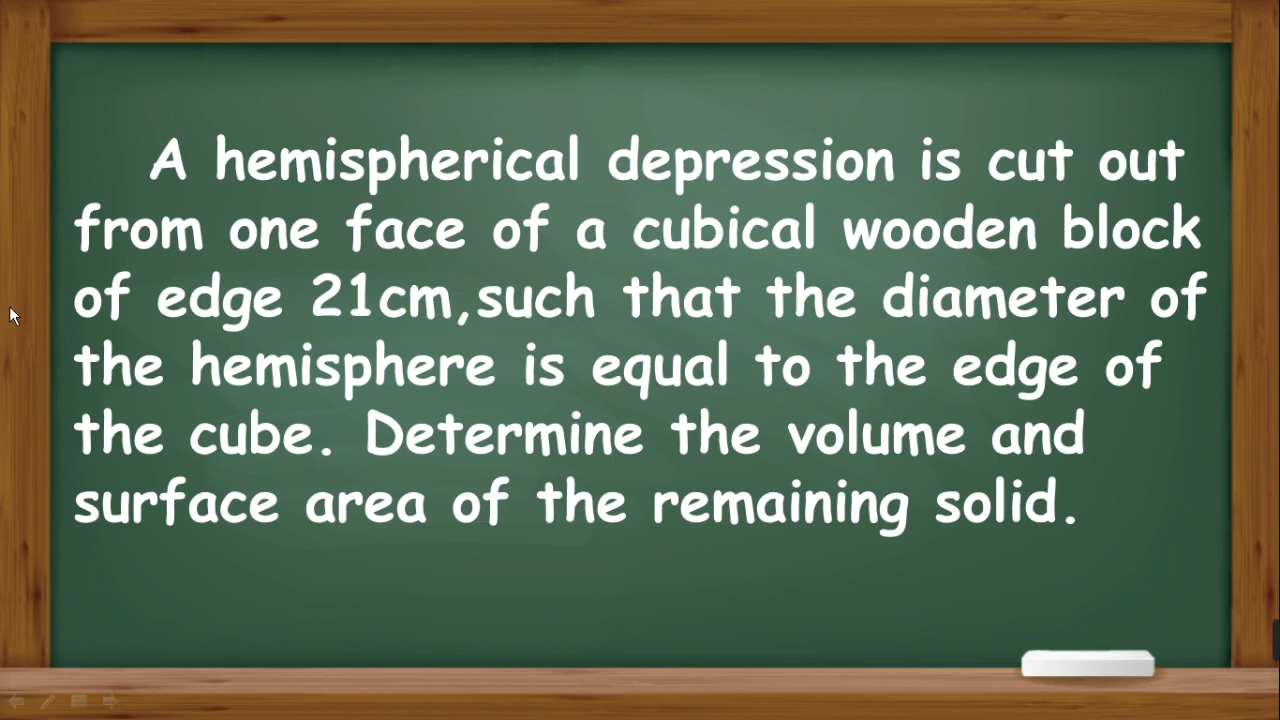 A hemispherical depression is cut out
from one face of a cubical wooden block
of edge 21cm,such that the diameter of
the hemisphere is equal to the edge of
the cube. Determine the volume and
surface area of the remaining solid.